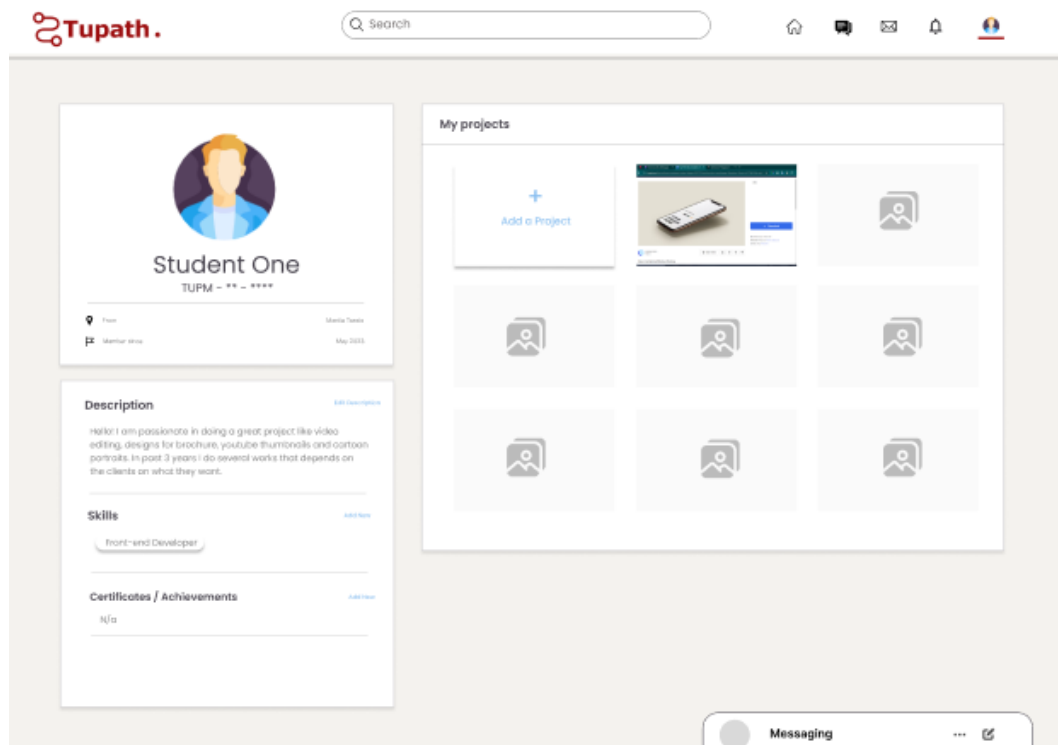 Tupath.
Search
Student One
TUPM - ** - ****
From
Member since
May 2023
My projects
+
Add a Project
Description
Edit Description
Hello! I am passionate in doing a great project like video
editing, designs for brochure, youtube thumbnails and cartoon
portraits. In past 3 years I do several works that depends on
the clients on what they want.
Skills
Add New
Front-end Developer
Certificates / Achievements
Add New
N/a
Messaging
...